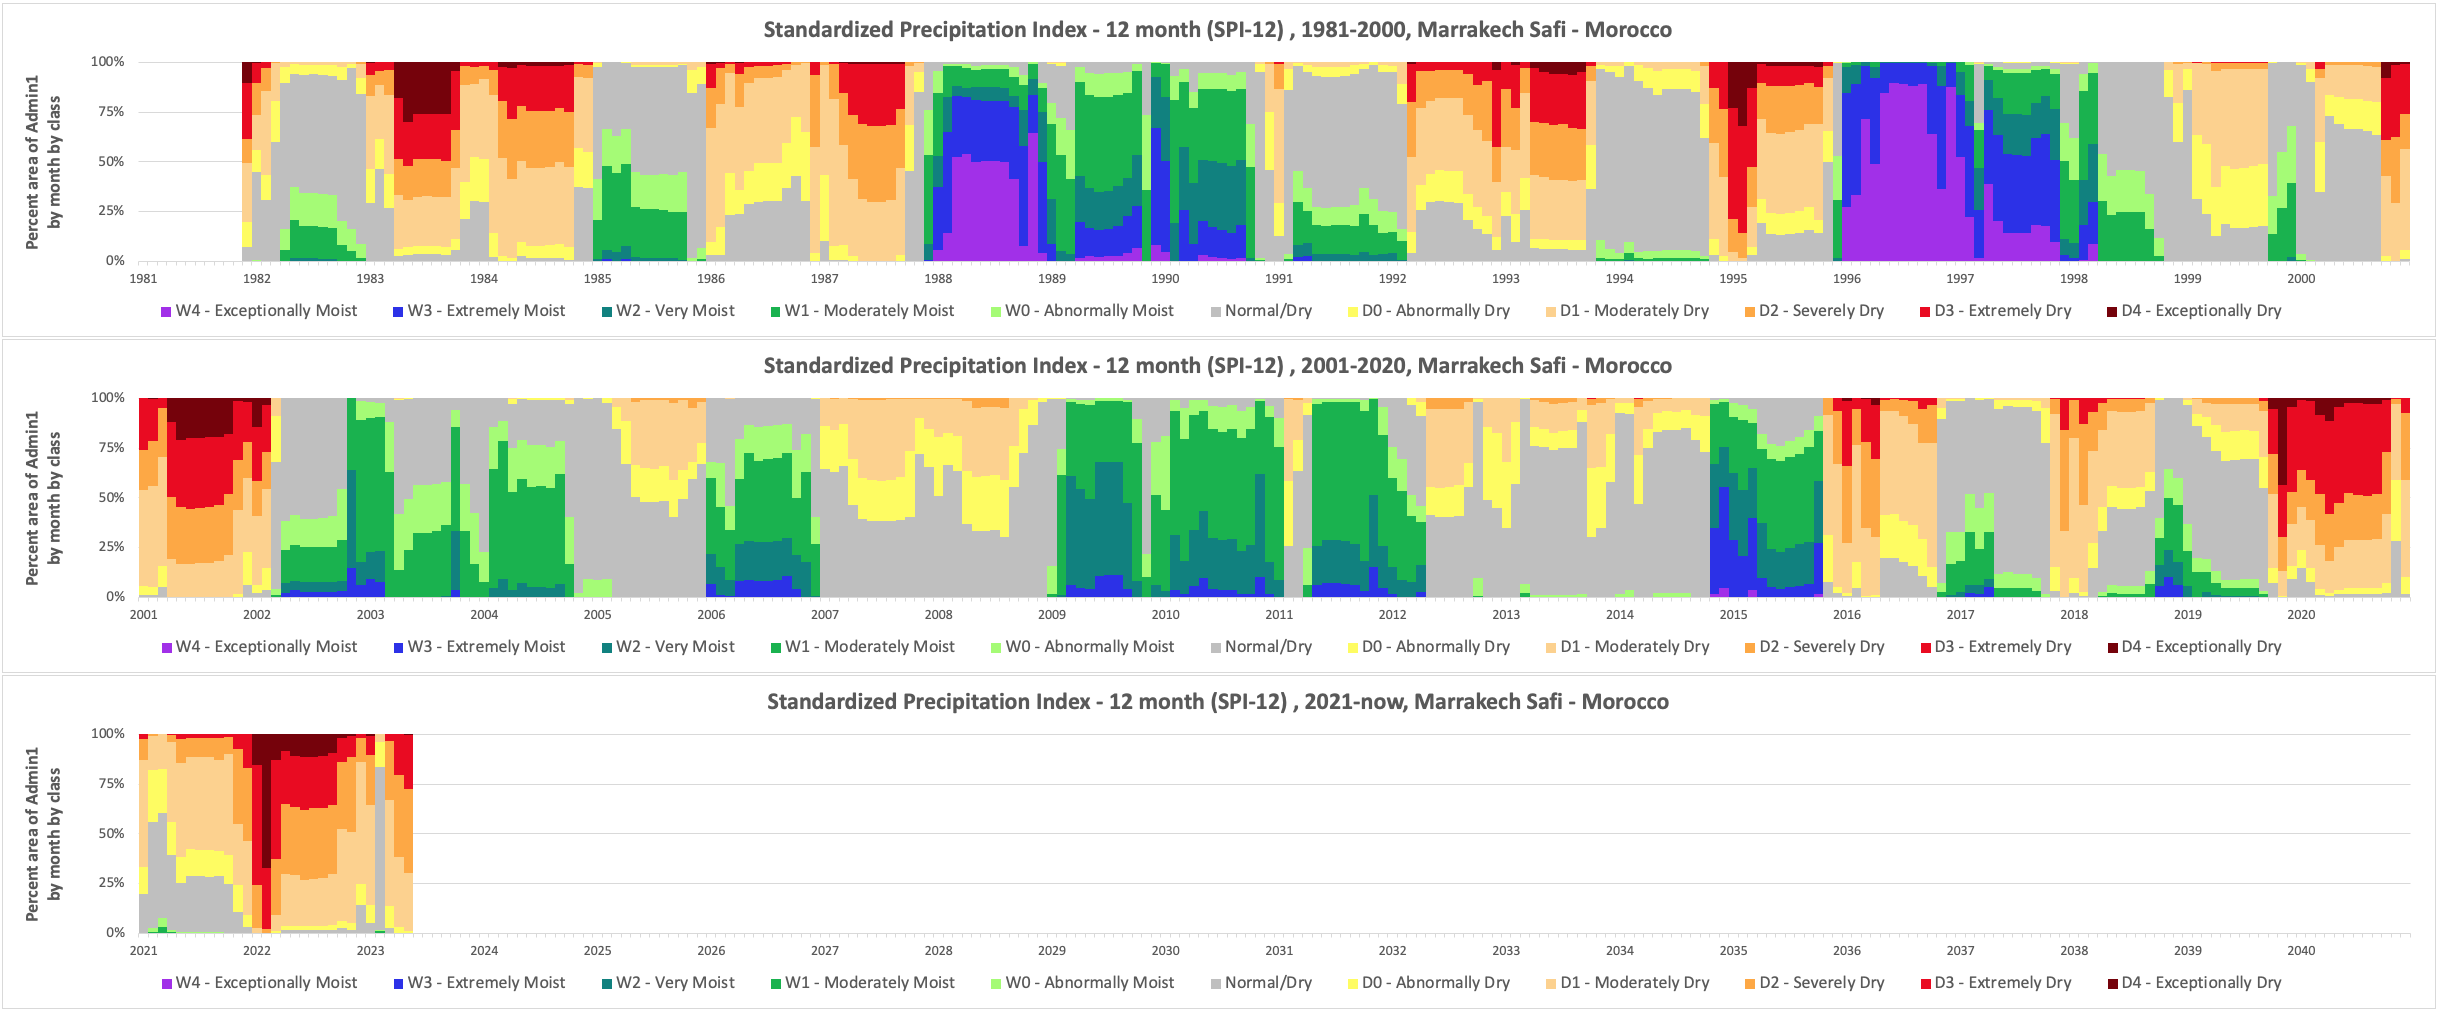 Standardized Precipitation Index - 12 month (SPI-12) , 1981-2000, Marrakech Safi - Morocco
Percent area of Admin1
by month by class
100%
75%
50%
25%
0%
1981 1982 1983 1984 1985 1986 1987 1988 1989 1990 1991 1992 1993 1994 1995 1996 1997 1998 1999 2000
W4 - Exceptionally Moist W3 - Extremely Moist W2 - Very Moist W1 - Moderately Moist W0 - Abnormally Moist Normal/Dry D0 - Abnormally Dry D1 - Moderately Dry D2 - Severely Dry D3 - Extremely Dry D4 - Exceptionally Dry
Standardized Precipitation Index - 12 month (SPI-12) , 2001-2020, Marrakech Safi - Morocco
Percent area of Admin1
by month by class
100%
75%
50%
25%
0%
2001 2002 2003 2004 2005 2006 2007 2008 2009 2010 2011 2012 2013 2014 2015 2016 2017 2018 2019 2020
W4 - Exceptionally Moist W3 - Extremely Moist W2 - Very Moist W1 - Moderately Moist W0 - Abnormally Moist Normal/Dry D0 - Abnormally Dry D1 - Moderately Dry D2 - Severely Dry D3 - Extremely Dry D4 - Exceptionally Dry
Standardized Precipitation Index - 12 month (SPI-12) , 2021-now, Marrakech Safi - Morocco
Percent area of Admin1
by month by class
100%
75%
50%
25%
0%
2021 2022 2023 2024 2025 2026 2027 2028 2029 2030 2031 2032 2033 2034 2035 2036 2037 2038 2039 2040
W4 - Exceptionally Moist W3 - Extremely Moist W2 - Very Moist W1 - Moderately Moist W0 - Abnormally Moist Normal/Dry D0 - Abnormally Dry D1 - Moderately Dry D2 - Severely Dry D3 - Extremely Dry D4 - Exceptionally Dry